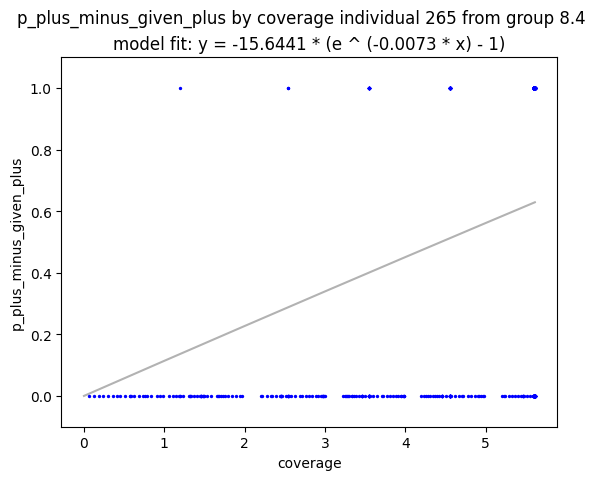 p_plus_minus_given_plus by coverage individual 265 from group 8.4
model fit: y = -15.6441 * (e ^ (-0.0073 * x) - 1)
1.0
0.8
0.6
0.4
0.2
0.0
p_plus_minus_given_plus
0 1 2 3 4 5
coverage